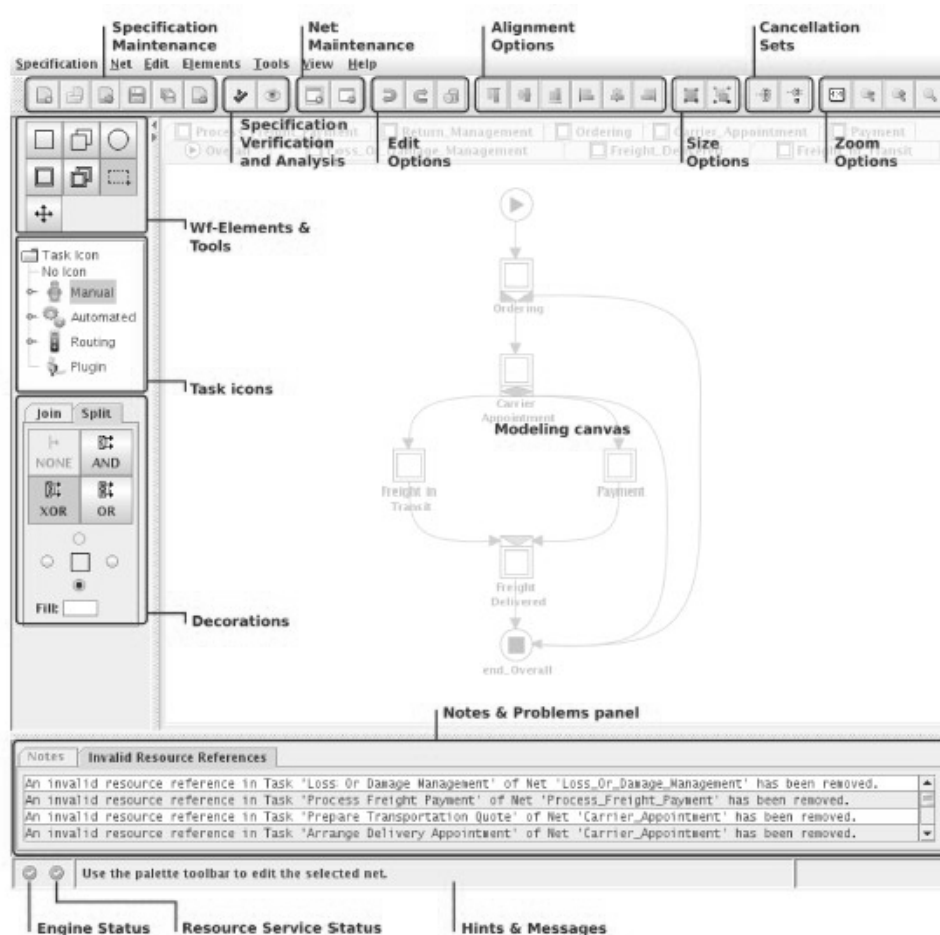 Specification
Maintenance
Net
Maintenance
Alignment
Options
Cancellation
Sets
Specification Net Edit Elements Tools View Help
Specification
Verification
and Analysis
Edit
Options
Size
Options
Zoom
Options
Process_Freight_Payment
Return_Management
Ordering
Carrier_Appointment
Payment
Overall
Loss_Or_Damage_Management
Freight_Delivered
Freight_In_Transit
Wf-Elements &
Tools
Task Icon
No Icon
Manual
Automated
Routing
Plugin
Task icons
Join Split
NONE AND
XOR OR
Fill:
Decorations
Ordering
Carrier
Appointment
Modeling canvas
Freight In
Transit
Payment
Freight
Delivered
end_Overall
Notes & Problems panel
Notes Invalid Resource References
An invalid resource reference in Task 'Loss Or Damage Management' of Net 'Loss_Or_Damage_Management' has been removed.
An invalid resource reference in Task 'Process Freight Payment' of Net 'Process_Freight_Payment' has been removed.
An invalid resource reference in Task 'Prepare Transportation Quote' of Net 'Carrier_Appointment' has been removed.
An invalid resource reference in Task 'Arrange Delivery Appointment' of Net 'Carrier_Appointment' has been removed.
Use the palette toolbar to edit the selected net.
Engine Status
Resource Service Status
Hints & Messages